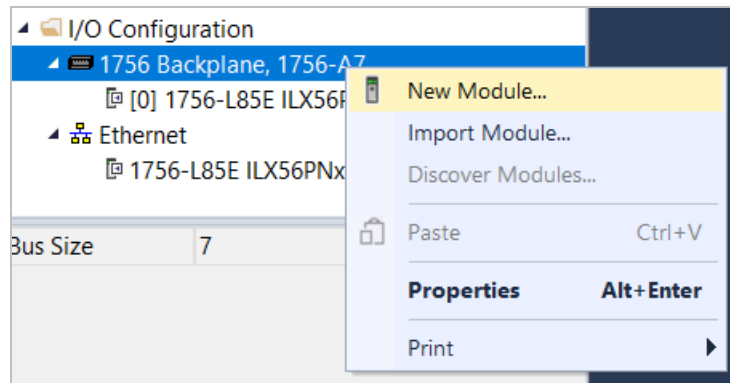 I/O Configuration
1756 Backplane, 1756-A7
[0] 1756-L85E ILX56P
Ethernet
1756-L85E ILX56PNx
Bus Size 7
New Module...
Import Module...
Discover Modules...
Paste Ctrl+V
Properties Alt+Enter
Print